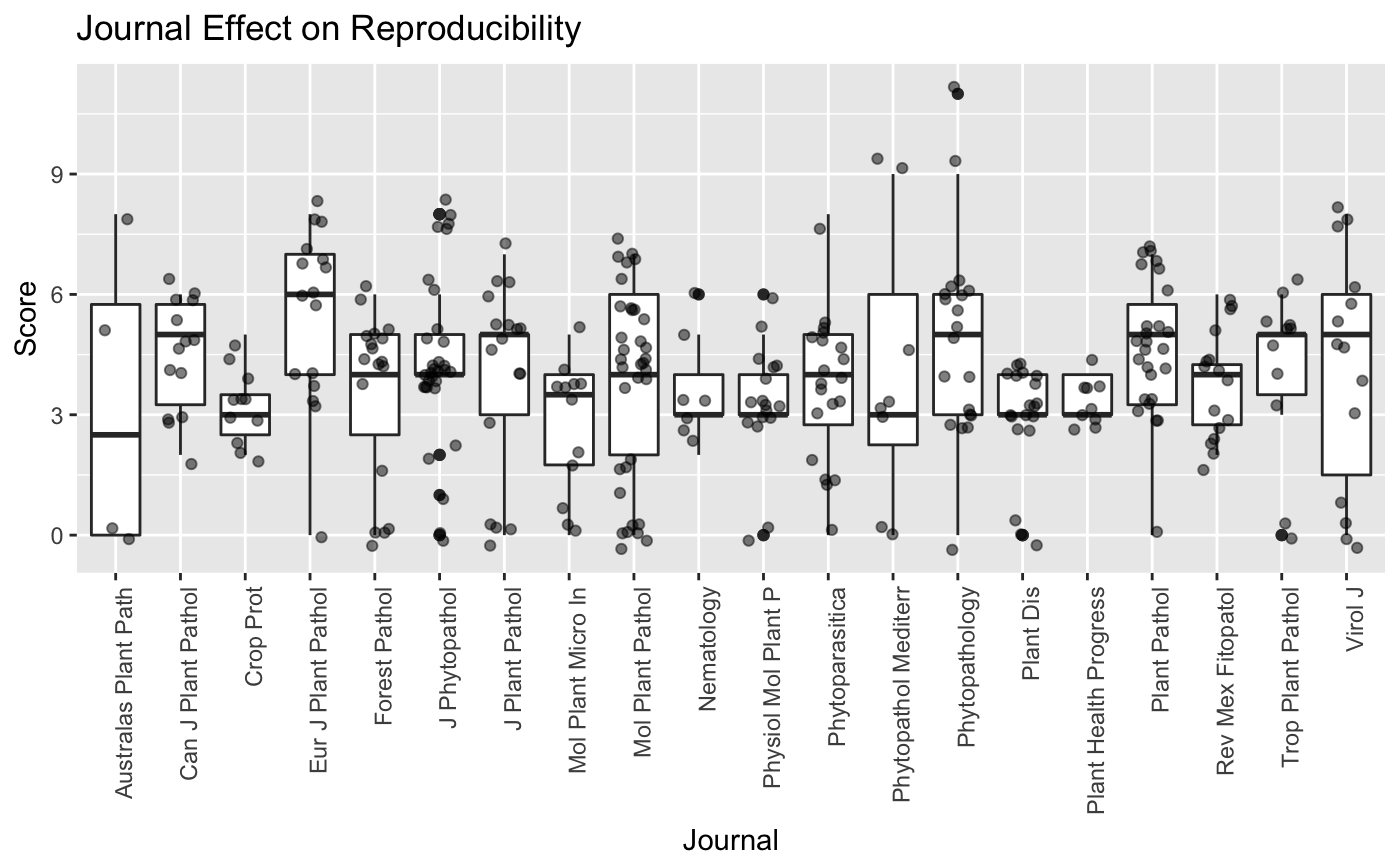 Journal Effect on Reproducibility
Score
9
6
3
0
Australas Plant Path
Can J Plant Pathol
Crop Prot
Eur J Plant Pathol
Forest Pathol
J Phytopathol
J Plant Pathol
Mol Plant Micro In
Mol Plant Pathol
Nematology
Physiol Mol Plant P
Phytoparasitica
Phytopathol Mediterr
Phytopathology
Plant Dis
Plant Health Progress
Plant Pathol
Rev Mex Fitopatol
Trop Plant Pathol
Virol J
Journal